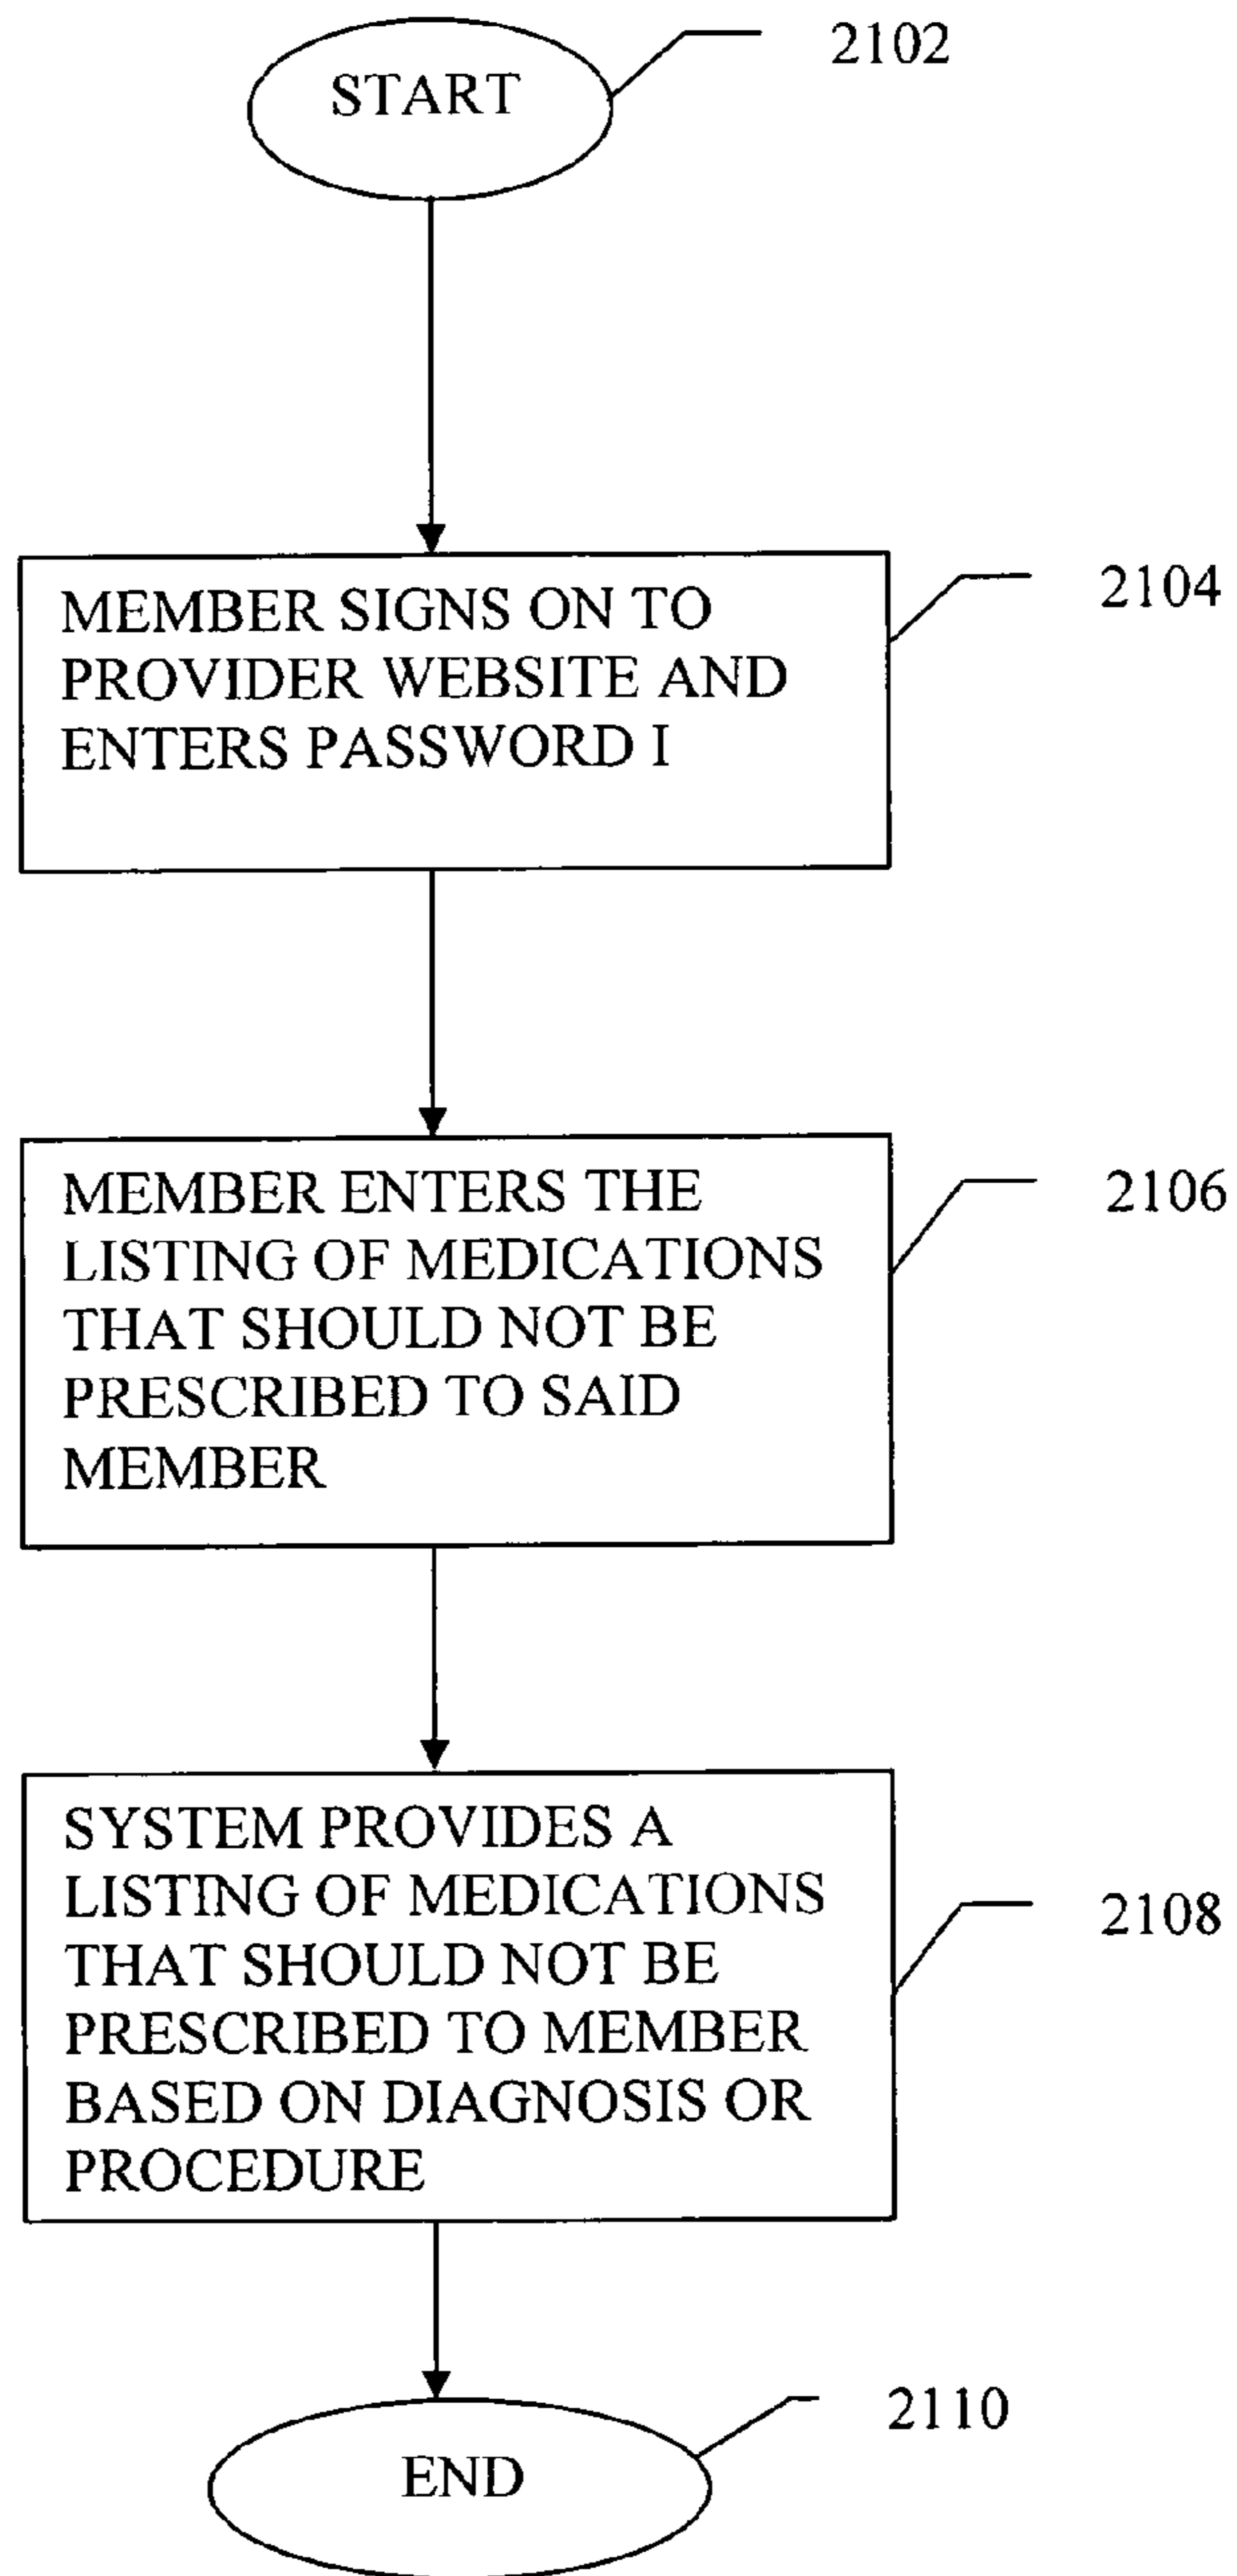 START
2102
MEMBER SIGNS ON TO
PROVIDER WEBSITE AND
ENTERS PASSWORD I
2104
MEMBER ENTERS THE
LISTING OF MEDICATIONS
THAT SHOULD NOT BE
PRESCRIBED TO SAID
MEMBER
2106
SYSTEM PROVIDES A
LISTING OF MEDICATIONS
THAT SHOULD NOT BE
PRESCRIBED TO MEMBER
BASED ON DIAGNOSIS OR
PROCEDURE
2108
END
2110